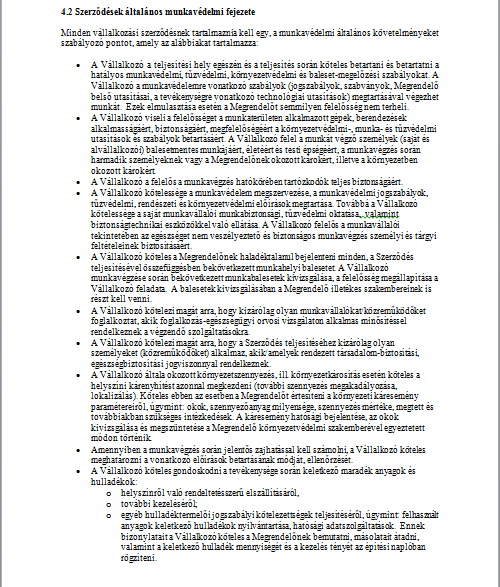 4.2 Szerződések általános munkavédelmi fejezete
Minden vállalkozási szerződésnek tartalmaznia kell egy, a munkavédelmi általános követelményeket
szabályozó pontot, amely az alábbiakat tartalmazza:
• A Vállalkozó a teljesítési hely egészén és a teljesítés során köteles betartani és betartatni a
hatályos munkavédelmi, tűzvédelmi, környezetvédelmi és baleset-megelőzési szabályokat. A
Vállalkozó a munkavédelemre vonatkozó szabályok (jogszabályok, szabványok, Megrendelő
belső utasításai, a tevékenységre vonatkozó technológiai utasítások) megtartásával végezhet
munkát. Ezek elmulasztása esetén a Megrendelőt semmilyen felelősség nem terheli.
• A Vállalkozó viseli a felelősséget a munkaterületen alkalmazott gépek, berendezések
alkalmasságáért, biztonságáért, megfelelőségéért a környezetvédelmi-, munka- és tűzvédelmi
utasítások és szabályok betartásáért. A Vállalkozó felel a munkát végző személyek (saját és
alvállalkozói) balesetmentes munkájáért, életéért és testi épségéért, a munkavégzés során
harmadik személyeknek vagy a Megrendelőnek okozott károkért, illetve a környezetben
okozott károkért.
• A Vállalkozó a felelős a munkavégzés hatókörében tartózkodók teljes biztonságáért.
• A Vállalkozó kötelessége a munkavédelem megszervezése, a munkavédelmi jogszabályok,
tűzvédelmi, rendészeti és környezetvédelmi előírások megtartása. Továbbá a Vállalkozó
kötelessége a saját munkavállalói munkabiztonsági, tűzvédelmi oktatása, valamint
biztonságtechnikai eszközökkel való ellátása. A Vállalkozó felelős a munkavállalói
tekintetében az egészséget nem veszélyeztető és biztonságos munkavégzés személyi és tárgyi
feltételeinek biztosításáért.
• A Vállalkozó köteles a Megrendelőnek haladéktalanul bejelenteni minden, a Szerződés
teljesítésével összefüggésben bekövetkezett munkahelyi balesetet. A Vállalkozó
munkavégzése során bekövetkezett munkabalesetek kivizsgálása, a felelősség megállapítása a
Vállalkozó feladata. A balesetek kivizsgálásában a Megrendelő illetékes szakembereinek is
részt kell venni.
• A Vállalkozó kötelezi magát arra, hogy kizárólag olyan munkavállalókat/közreműködőket
foglalkoztat, akik foglalkozás-egészségügyi orvosi vizsgálaton alkalmas minősítéssel
rendelkeznek a végzendő szolgáltatásokra.
• A Vállalkozó kötelezi magát arra, hogy a Szerződés teljesítéséhez kizárólag olyan
személyeket (közreműködőket) alkalmaz, akik/amelyek rendezett társadalom-biztosítási,
egészségbiztosítási jogviszonnyal rendelkeznek.
• A Vállalkozó által okozott környezetszennyezés, ill. környezetkárosítás esetén köteles a
helyszíni kárenyhítést azonnal megkezdeni (további szennyezés megakadályozása,
lokalizálás). Köteles ebben az esetben a Megrendelőt értesíteni a környezeti káresemény
paramétereiről, úgymint: okok, szennyezőanyag milyensége, szennyezés mértéke, megtett és
továbbiakban szükséges intézkedések. A káresemény hatósági bejelentése, az okok
kivizsgálása és megszüntetése a Megrendelő környezetvédelmi szakemberével egyeztetett
módon történik.
• Amennyiben a munkavégzés során jelentős zajhatással kell számolni, a Vállalkozó köteles
meghatározni a vonatkozó előírások betartásának módját, ellenőrzését.
• A Vállalkozó köteles gondoskodni a tevékenysége során keletkező maradék anyagok és
hulladékok:
o helyszínről való rendeltetésszerű elszállításáról,
o további kezeléséről;
o egyéb hulladéktermelői jogszabályi kötelezettségek teljesítéséről, úgymint: felhasznált
anyagok keletkező hulladékok nyilvántartása, hatósági adatszolgáltatások. Ennek
bizonylatait a Vállalkozó köteles a Megrendelőnek bemutatni, másolatait átadni,
valamint a keletkező hulladék mennyiségét és a kezelés tényét az építési naplóban
rögzíteni.